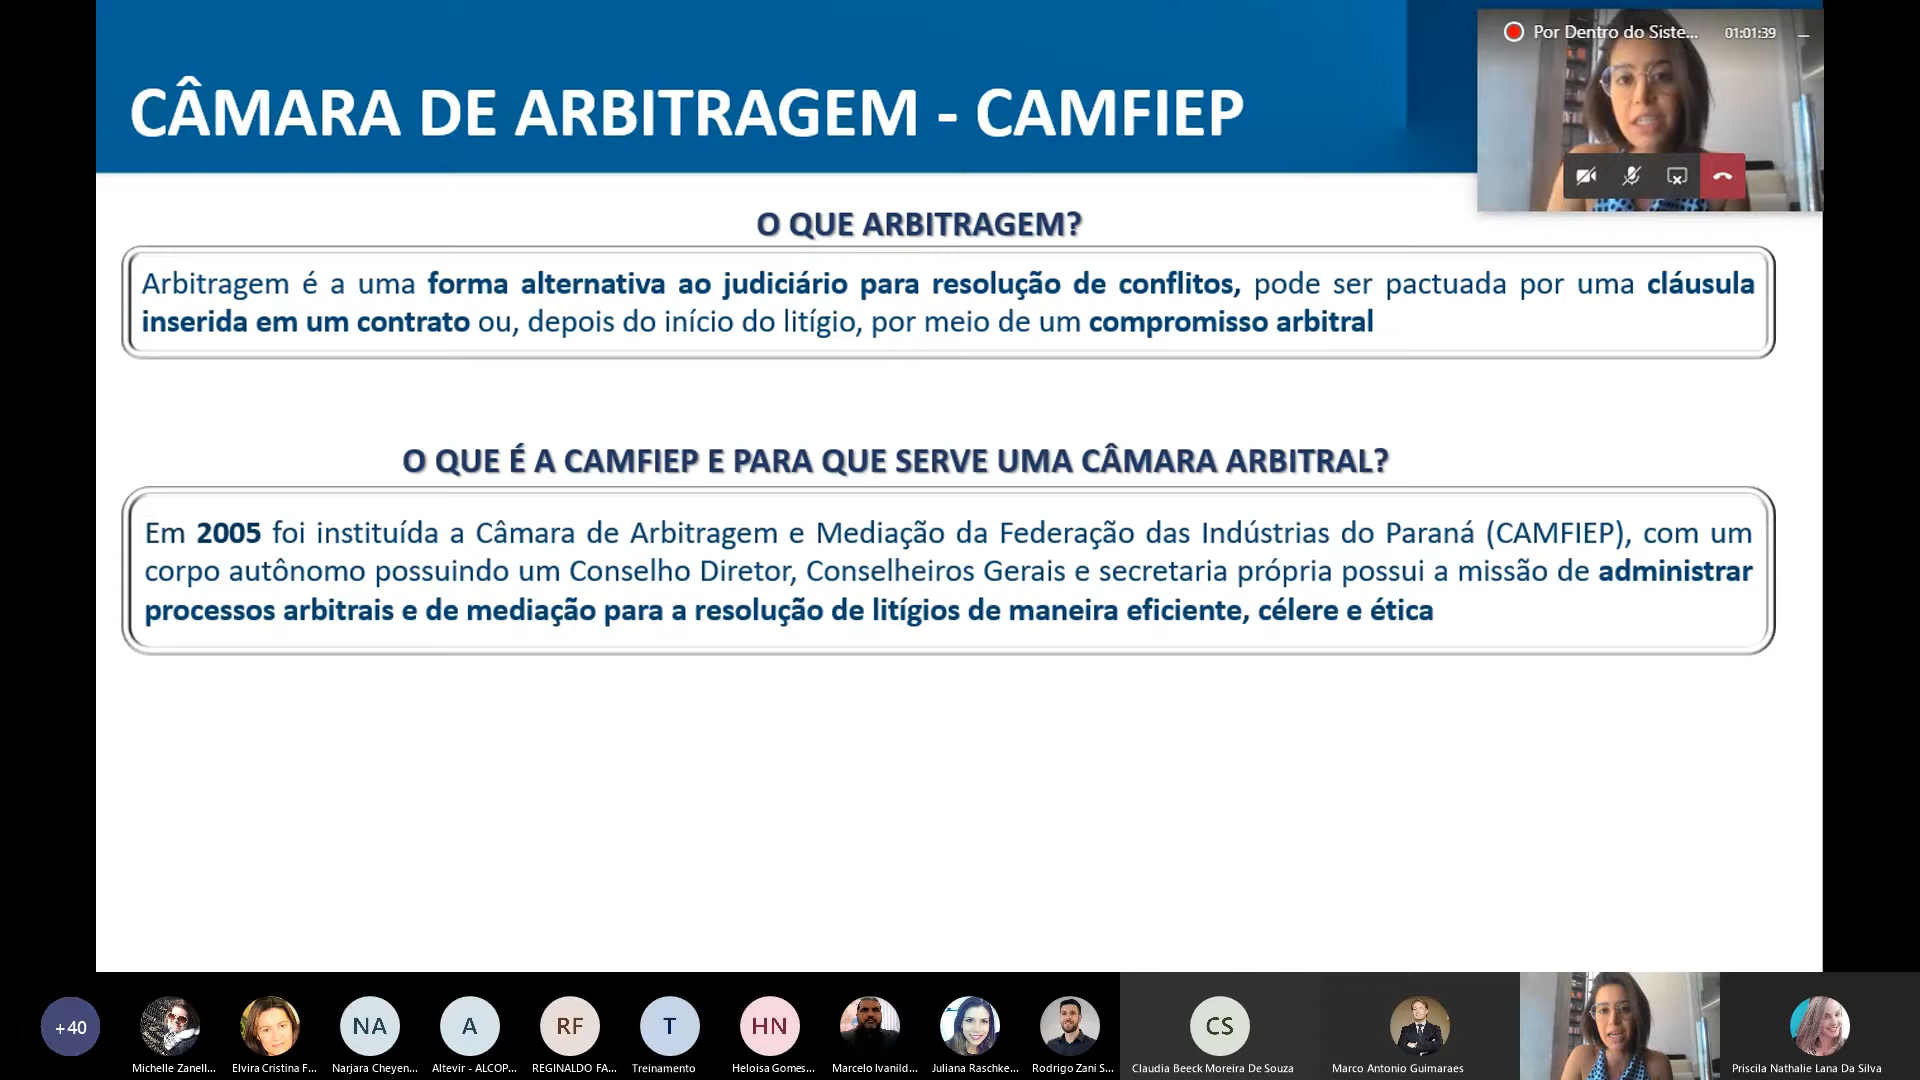 CÂMARA DE ARBITRAGEM - CAMFIEP
Por Dentro do Siste...
01:01:39
O QUE ARBITRAGEM?
Arbitragem é a uma forma alternativa ao judiciário para resolução de conflitos, pode ser pactuada por uma cláusula
inserida em um contrato ou, depois do início do litígio, por meio de um compromisso arbitral
O QUE É A CAMFIEP E PARA QUE SERVE UMA CÂMARA ARBITRAL?
Em 2005 foi instituída a Câmara de Arbitragem e Mediação da Federação das Indústrias do Paraná (CAMFIEP), com um
corpo autônomo possuindo um Conselho Diretor, Conselheiros Gerais e secretaria própria possui a missão de administrar
processos arbitrais e de mediação para a resolução de litígios de maneira eficiente, célere e ética
+40
NA
A
RF
T
HN
CS
Michelle Zanell...
Elvira Cristina F...
Narjara Cheyen...
Altevir - ALCOP...
REGINALDO FA...
Treinamento
Heloisa Gomes...
Marcelo Ivanild...
Juliana Raschke...
Rodrigo Zani S...
Claudia Beeck Moreira De Souza
Marco Antonio Guimaraes
Priscila Nathalie Lana Da Silva